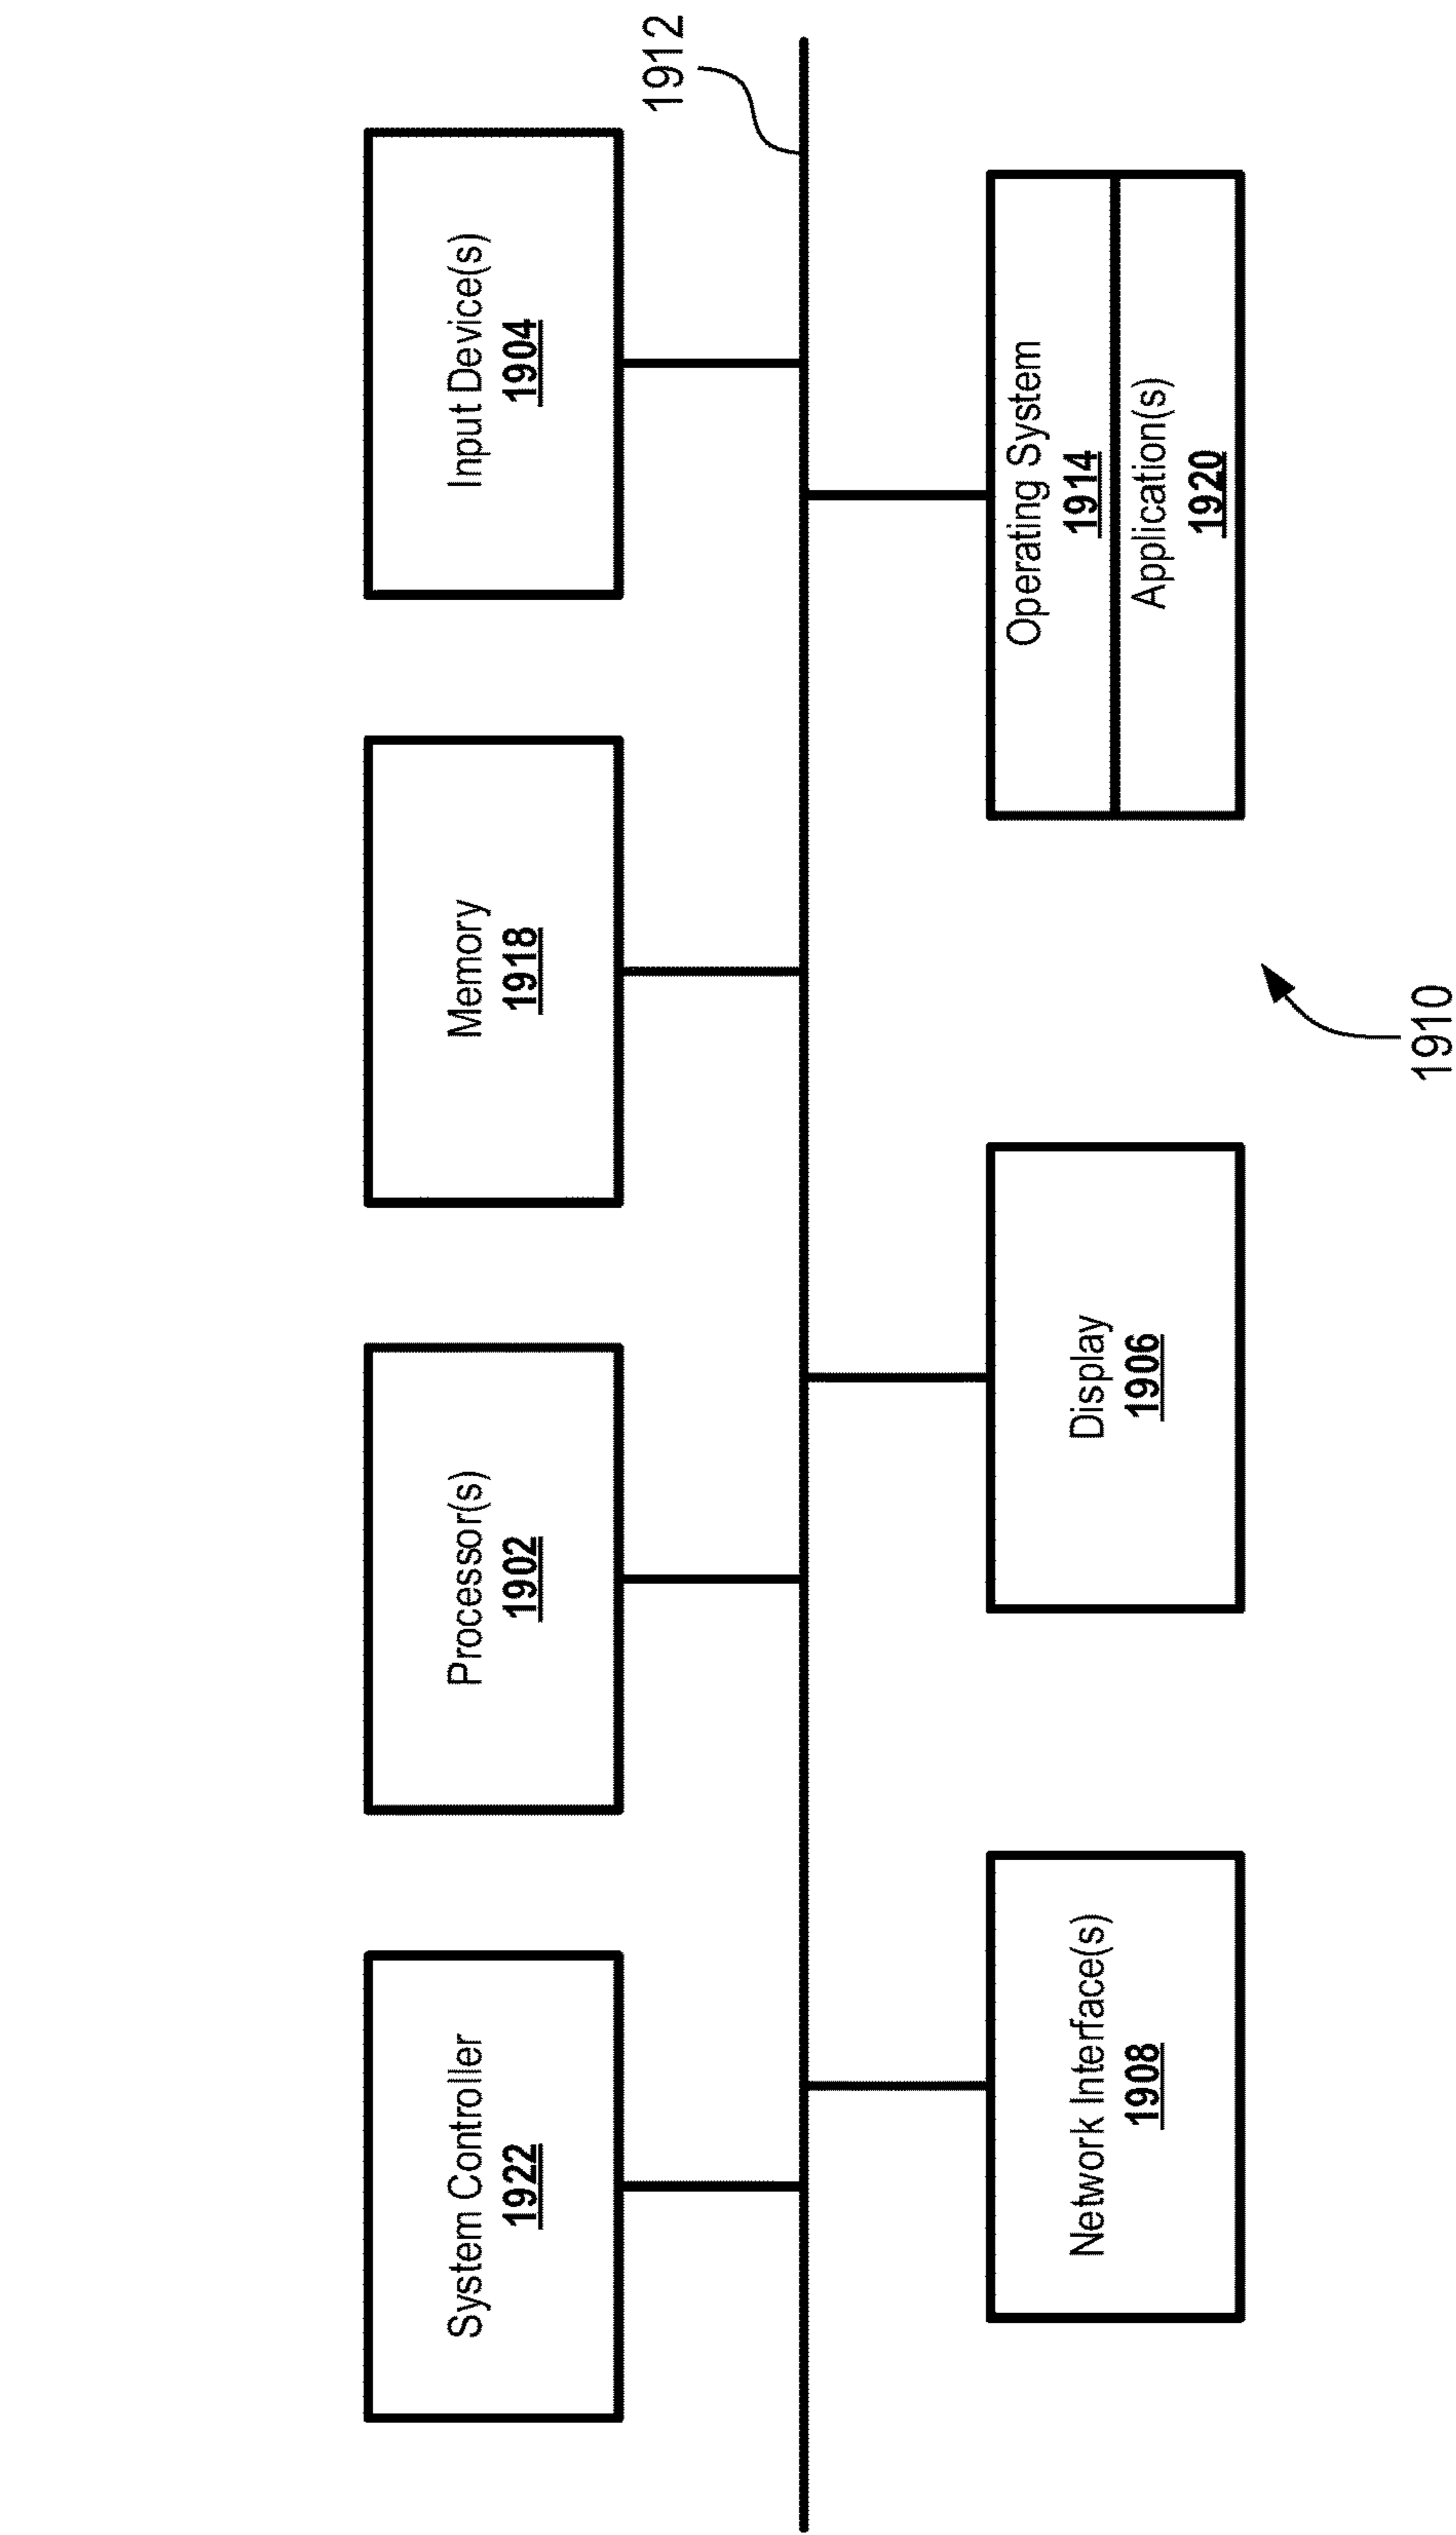 System Controller
1922
Processor(s)
1902
Memory
1918
Input Device(s)
1904
1912
Network Interface(s)
1908
Display
1906
Operating System
1914
Application(s)
1920
1910